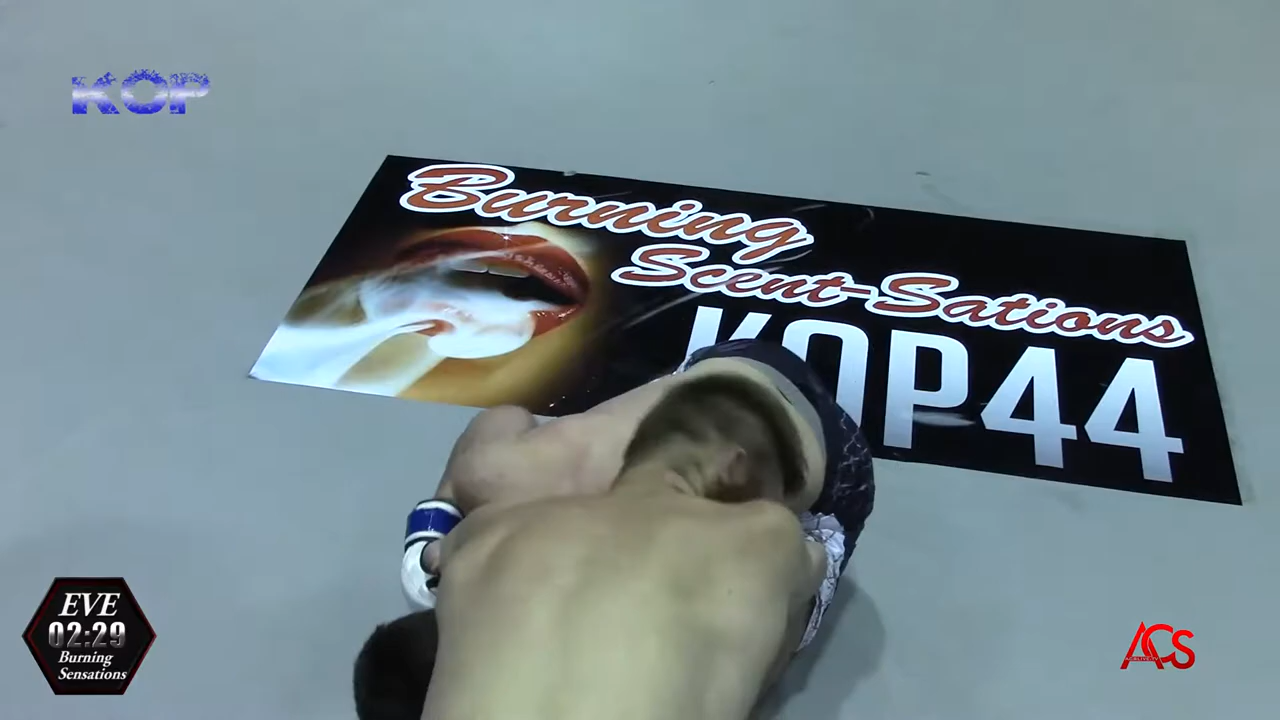 KOP
Burning
Scent-Sations
KOP44
EVE
02:29
Burning
Sensations
ACS